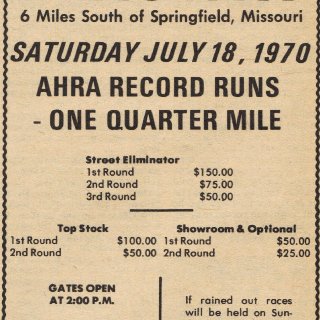 6 Miles South of Springfield, Missouri
SATURDAY JULY 18, 1970
AHRA RECORD RUNS
- ONE QUARTER MILE
Street Eliminator
1st Round $150.00
2nd Round $75.00
3rd Round $50.00
Top Stock
1st Round $100.00
2nd Round $50.00
Showroom & Optional
1st Round $50.00
2nd Round $25.00
GATES OPEN
AT 2:00 P.M.
If rained out races
will be held on Sun-